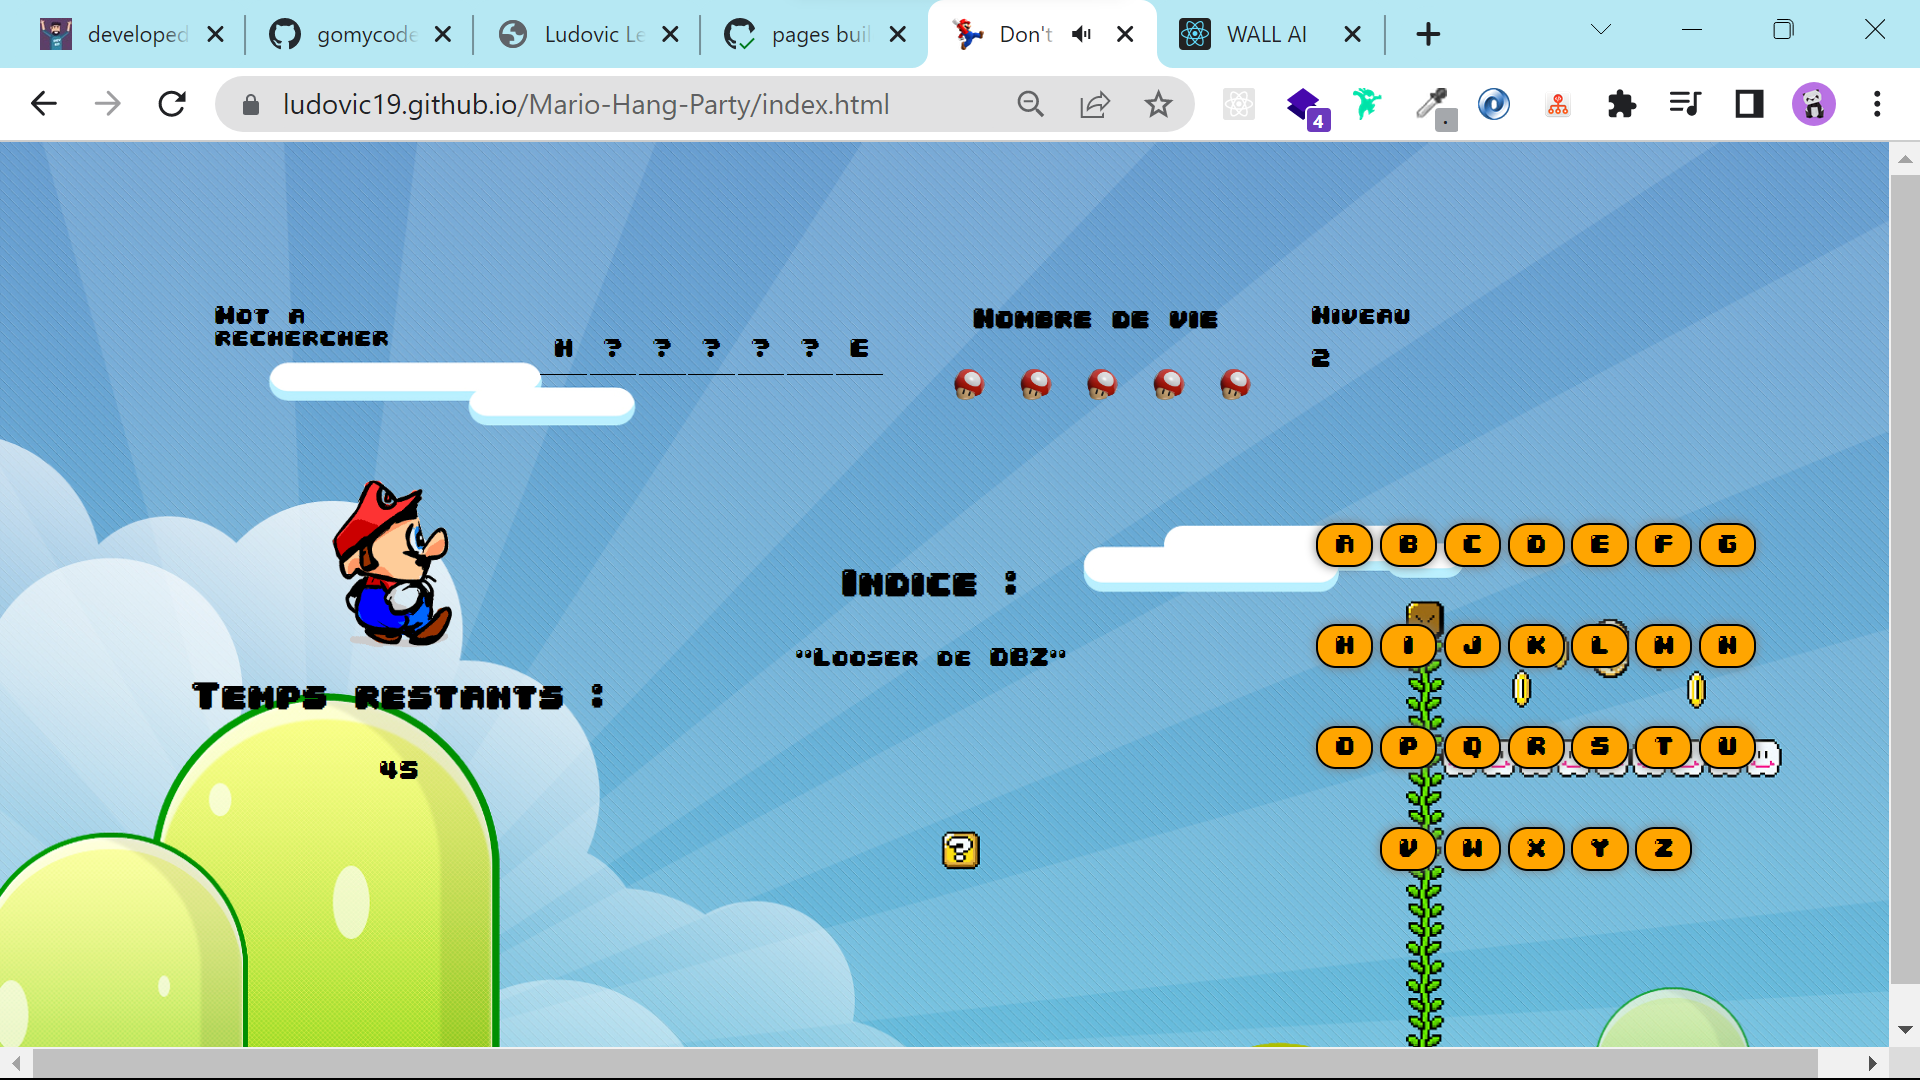 developed
gomycode
Ludovic Le
pages buil
Don't
WALL AI
ludovic19.github.io/Mario-Hang-Party/index.html
4
Mot a
rechercher
H ? ? ? ? ? E
Nombre de vie
Niveau
2
A B C D E F G
Indice :
H I J K L M N
"Looser de DBZ"
Temps restants :
O P Q R S T U
45
?
V W X Y Z